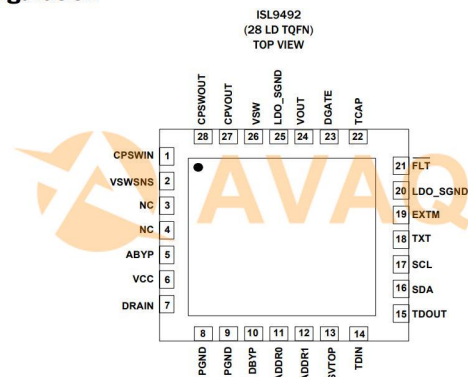 ISL9492
(28 LD TQFN)
TOP VIEW
CPSWOUT
CPVOUT
VSW
LDO_SGND
VOUT
DGATE
TCAP
28 27 26 25 24 23 22
CPSWIN 1
VSWSNS 2
NC 3
NC 4
ABYP 5
VCC 6
DRAIN 7
21 FLT
20 LDO_SGND
19 EXTM
18 TXT
17 SCL
16 SDA
15 TDOUT
8 9 10 11 12 13 14
PGND
PGND
DBYP
ADDR0
ADDR1
TDIN
AVAQ